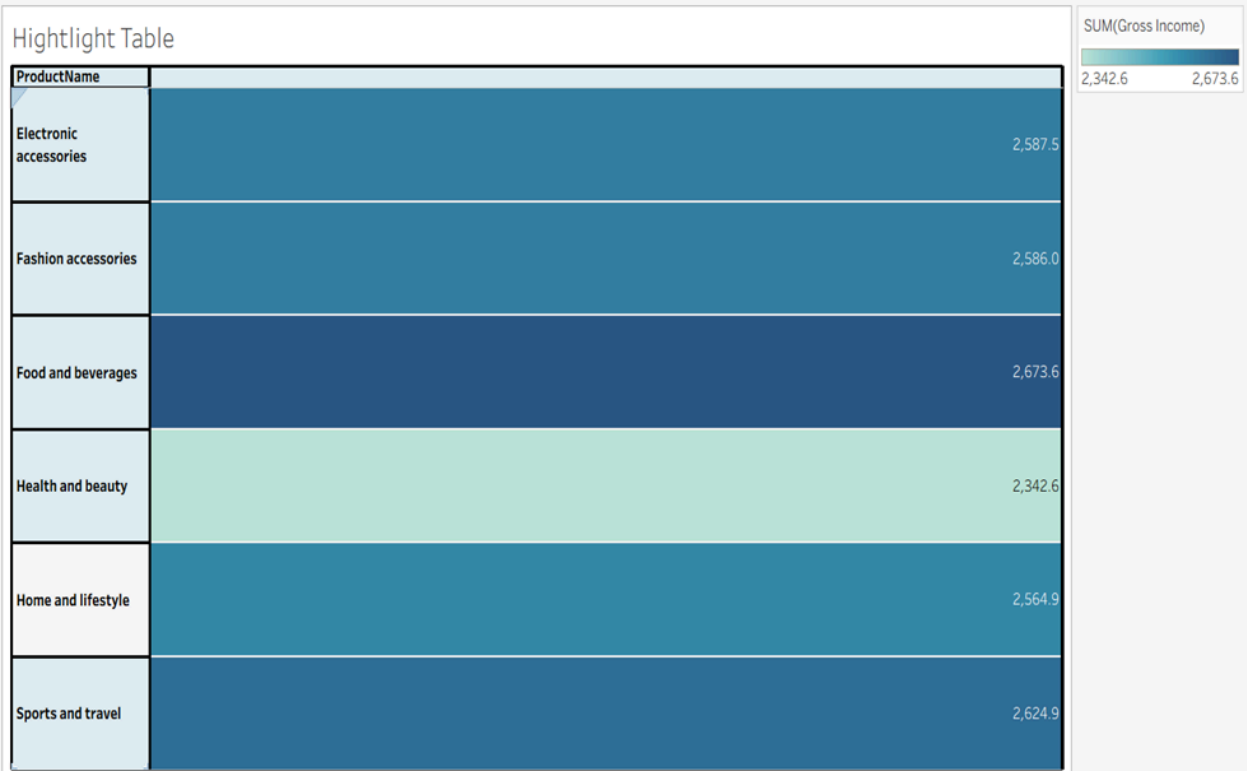 Hightlight Table
ProductName
Electronic
accessories
2,587.5
Fashion accessories
2,586.0
Food and beverages
2,673.6
Health and beauty
2,342.6
Home and lifestyle
2,564.9
Sports and travel
2,624.9
SUM(Gross Income)
2,342.6
2,673.6